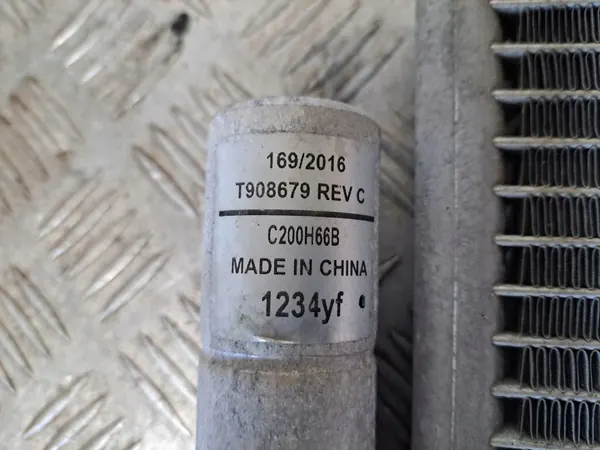 169/2016
T908679 REV C
C200H66B
MADE IN CHINA
1234yf